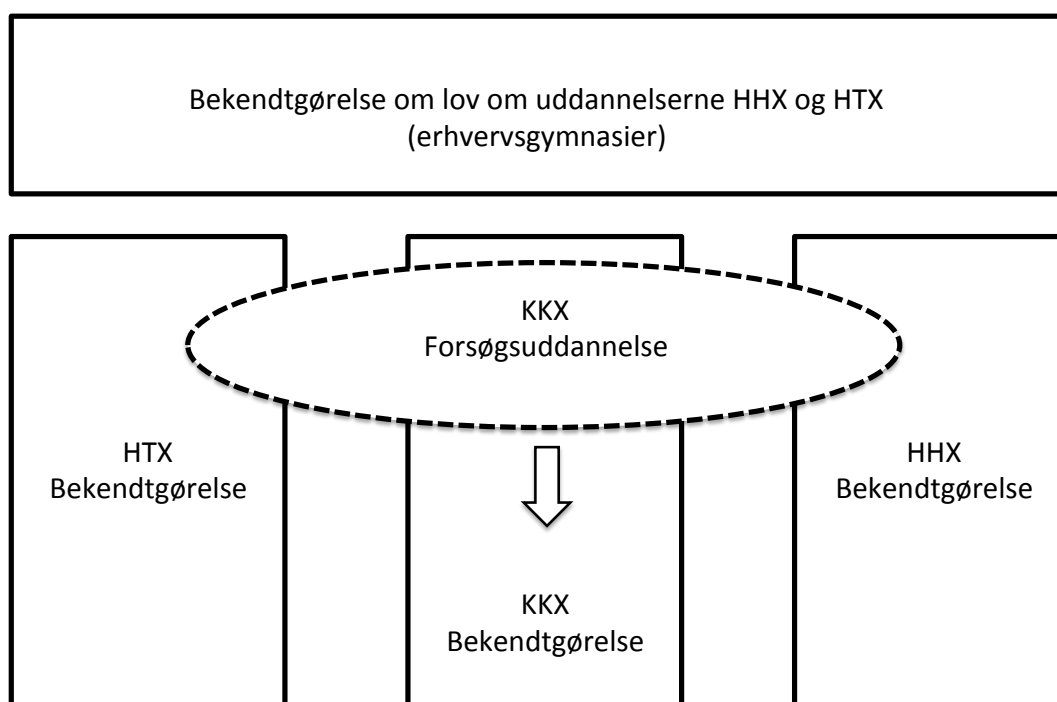 Bekendtgørelse om lov om uddannelserne HHX og HTX
(erhvervsgymnasier)
KKX
Forsøgsuddannelse
HTX
Bekendtgørelse
HHX
Bekendtgørelse
KKX
Bekendtgørelse